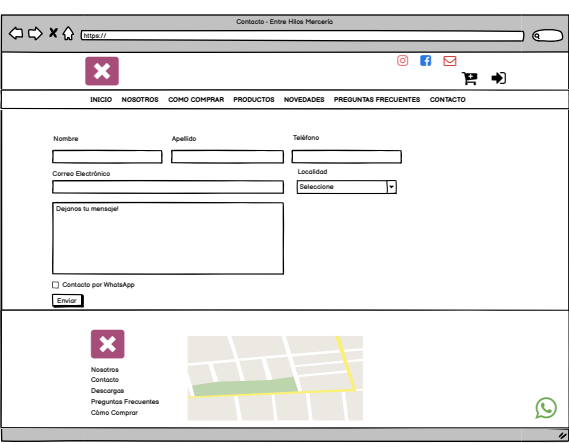 Contacto - Entre Hilos Mercería
https://
INICIO NOSOTROS COMO COMPRAR PRODUCTOS NOVEDADES PREGUNTAS FRECUENTES CONTACTO
Nombre Apellido Teléfono
Correo Electrónico Localidad
Seleccione
Dejanos tu mensaje!
Contacto por WhatsApp
Enviar
Nosotros
Contacto
Descargas
Preguntas Frecuentes
Cómo Comprar